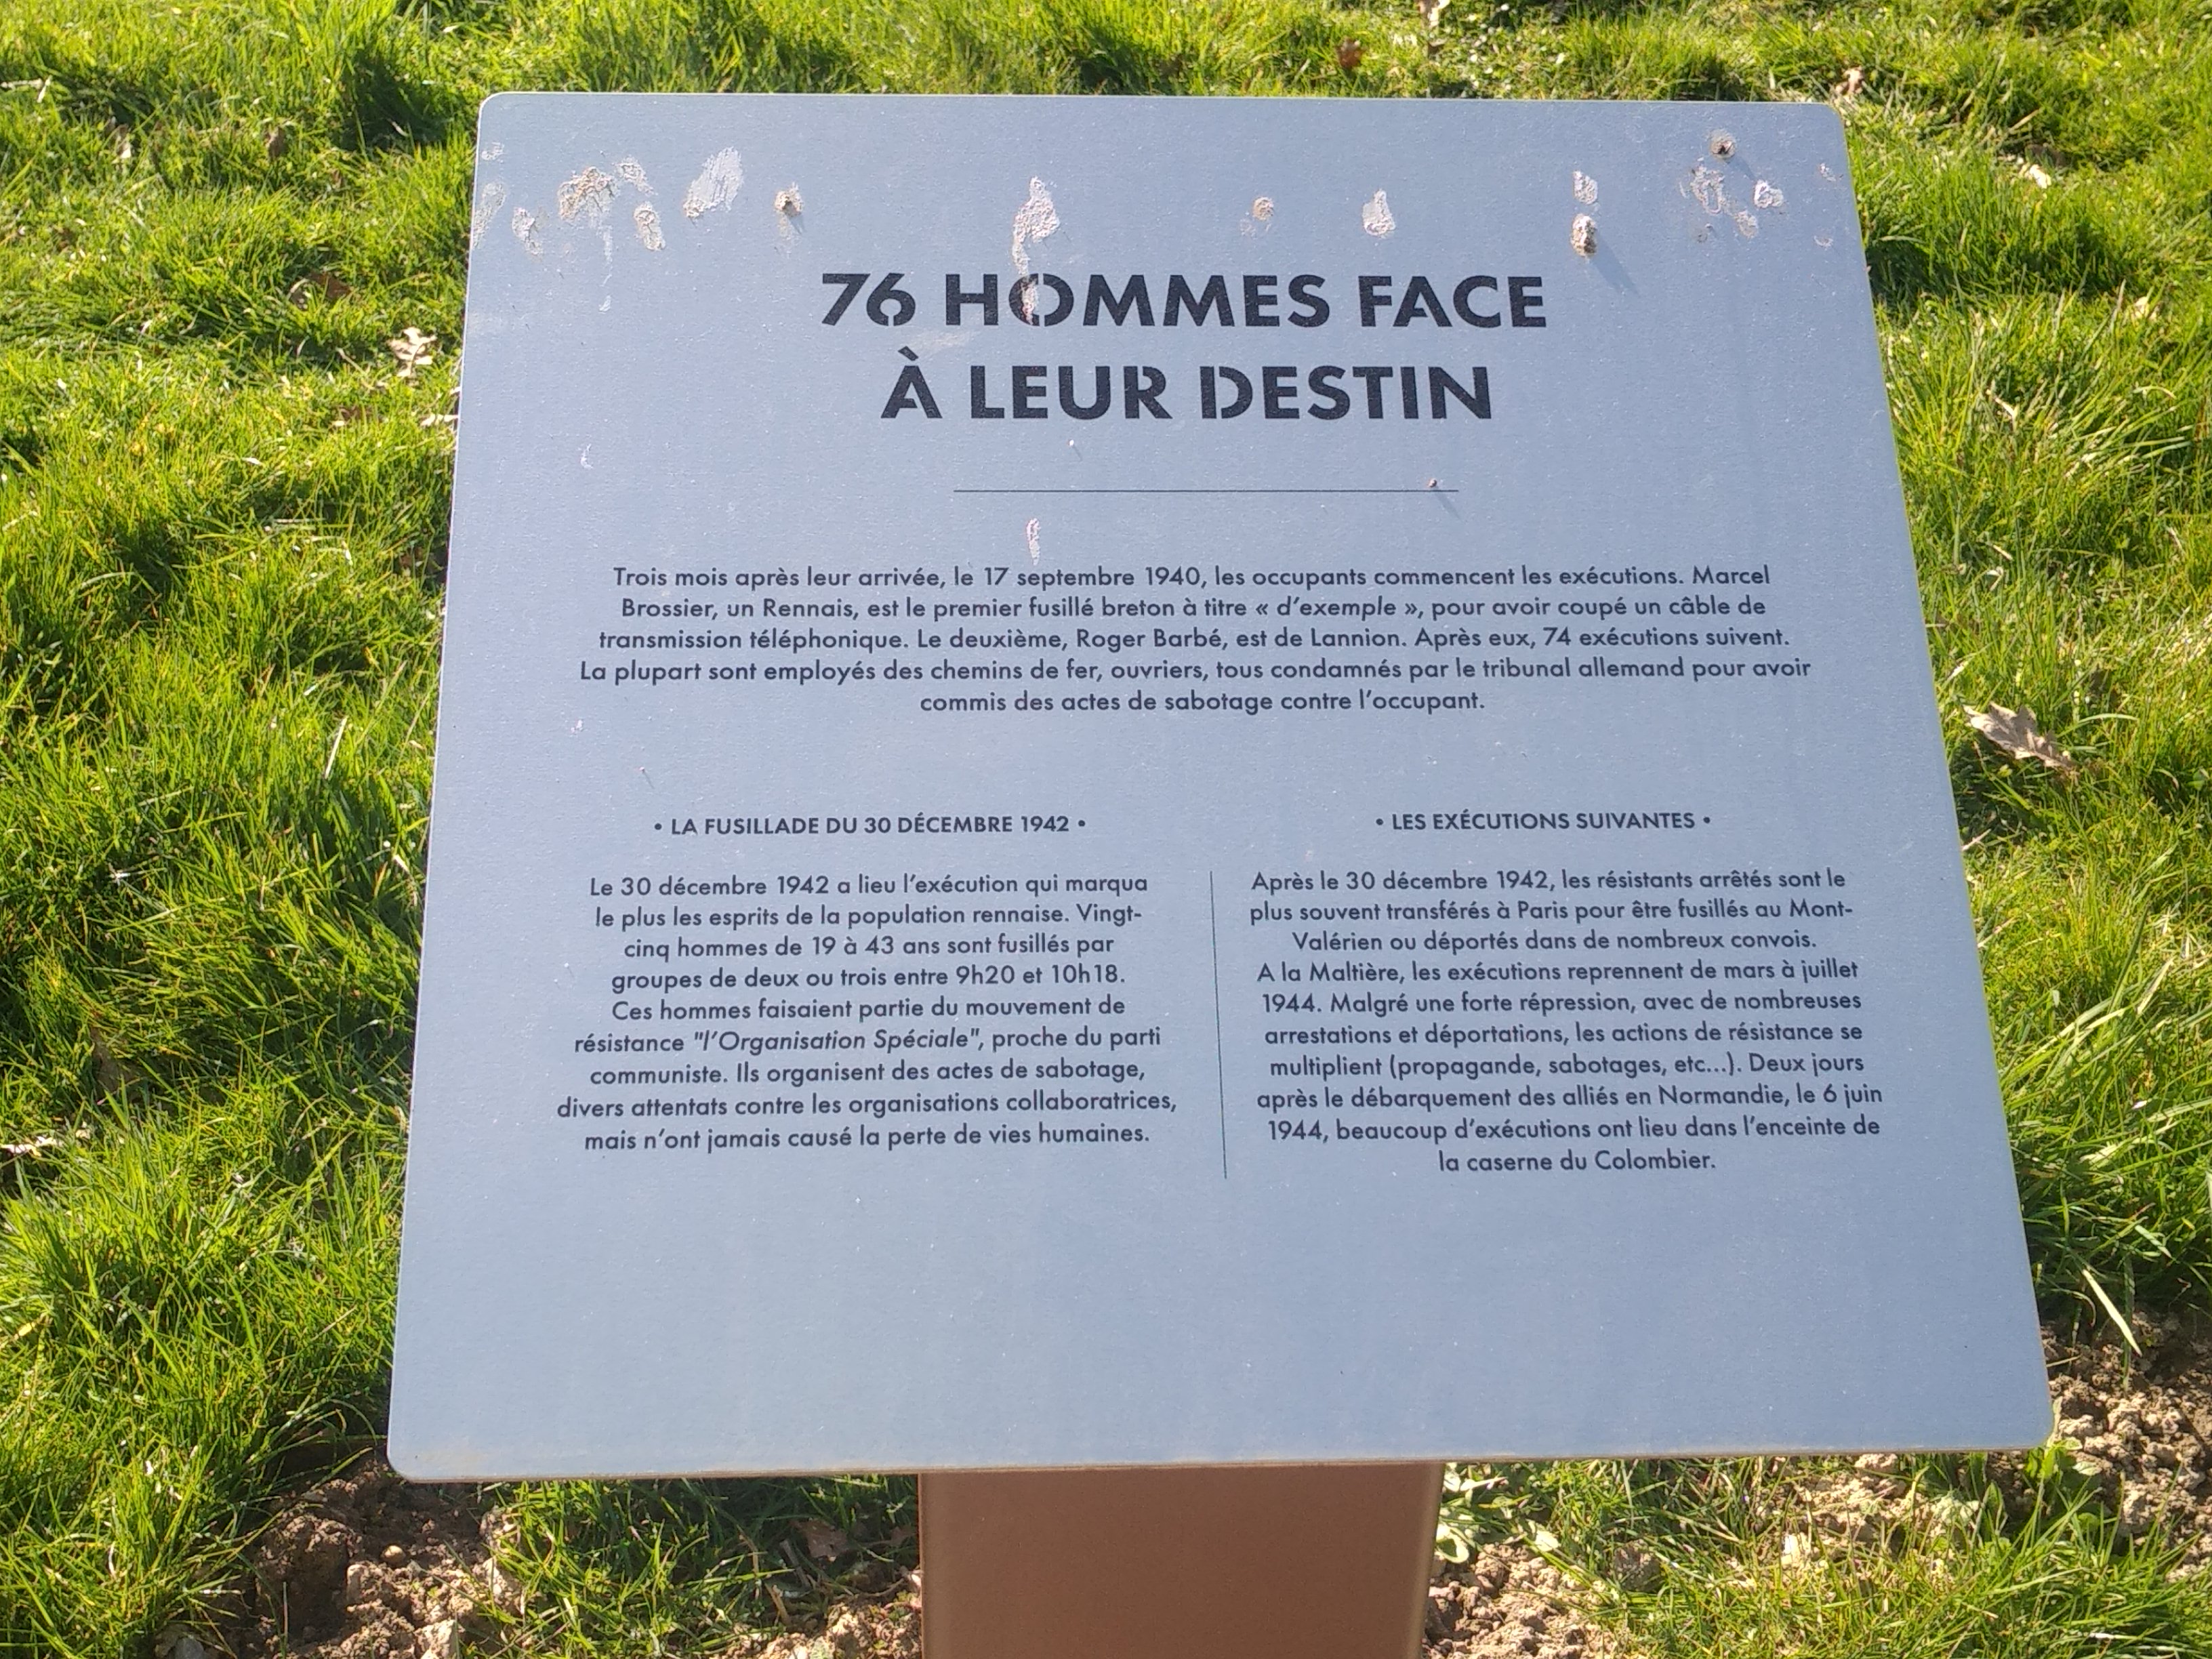 76 HOMMES FACE
À LEUR DESTIN
Trois mois après leur arrivée, le 17 septembre 1940, les occupants commencent les exécutions. Marcel
Brossier, un Rennais, est le premier fusillé breton à titre « d'exemple », pour avoir coupé un câble de
transmission téléphonique. Le deuxième, Roger Barbé, est de Lannion. Après eux, 74 exécutions suivent.
La plupart sont employés des chemins de fer, ouvriers, tous condamnés par le tribunal allemand pour avoir
commis des actes de sabotage contre l'occupant.
• LA FUSILLADE DU 30 DÉCEMBRE 1942 •
Le 30 décembre 1942 a lieu l'exécution qui marqua
le plus les esprits de la population rennaise. Vingt-
cinq hommes de 19 à 43 ans sont fusillés par
groupes de deux ou trois entre 9h20 et 10h18.
Ces hommes faisaient partie du mouvement de
résistance "l'Organisation Spéciale", proche du parti
communiste. Ils organisent des actes de sabotage,
divers attentats contre les organisations collaboratrices,
mais n'ont jamais causé la perte de vies humaines.
• LES EXÉCUTIONS SUIVANTES •
Après le 30 décembre 1942, les résistants arrêtés sont le
plus souvent transférés à Paris pour être fusillés au Mont-
Valérien ou déportés dans de nombreux convois.
A la Maltière, les exécutions reprennent de mars à juillet
1944. Malgré une forte répression, avec de nombreuses
arrestations et déportations, les actions de résistance se
multiplient (propagande, sabotages, etc...). Deux jours
après le débarquement des alliés en Normandie, le 6 juin
1944, beaucoup d'exécutions ont lieu dans l'enceinte de
la caserne du Colombier.